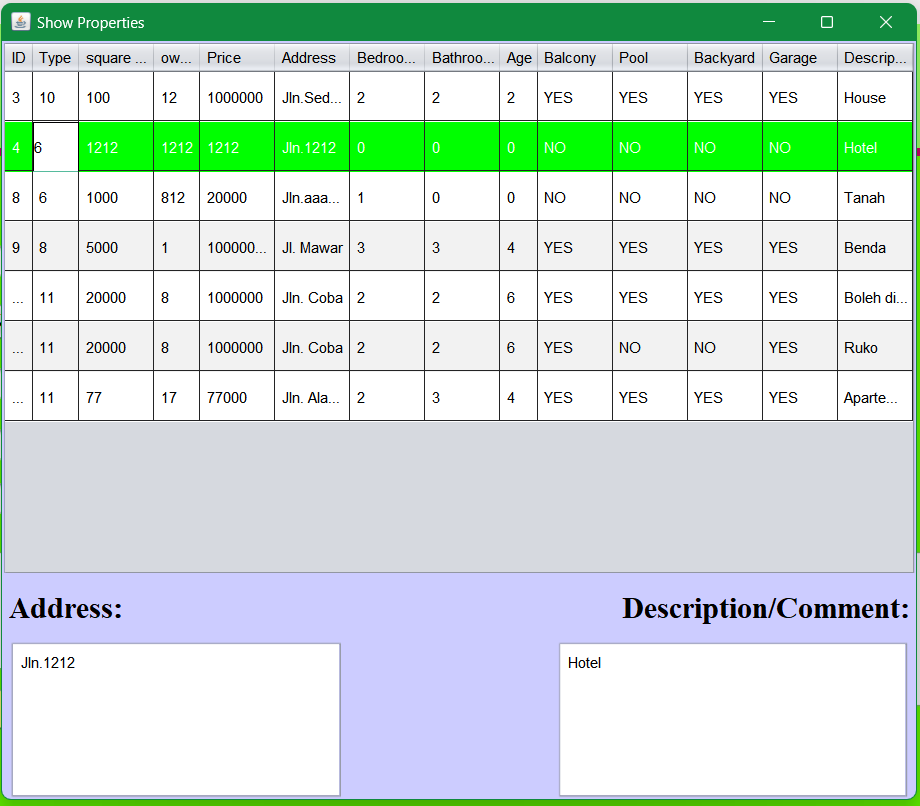 Show Properties
ID Type square ... ow... Price Address Bedroo... Bathroo... Age Balcony Pool Backyard Garage Descrip...
3 10 100 12 1000000 Jln.Sed... 2 2 2 YES YES YES YES House
4 6 1212 1212 1212 Jln.1212 0 0 0 NO NO NO NO Hotel
8 6 1000 812 20000 Jln.aaa... 1 0 0 NO NO NO NO Tanah
9 8 5000 1 100000... Jl. Mawar 3 3 4 YES YES YES YES Benda
... 11 20000 8 1000000 Jln. Coba 2 2 6 YES YES YES YES Boleh di...
... 11 20000 8 1000000 Jln. Coba 2 2 6 YES NO NO YES Ruko
... 11 77 17 77000 Jln. Ala... 2 3 4 YES YES YES YES Aparte...
Address: Description/Comment:
Jln.1212 Hotel